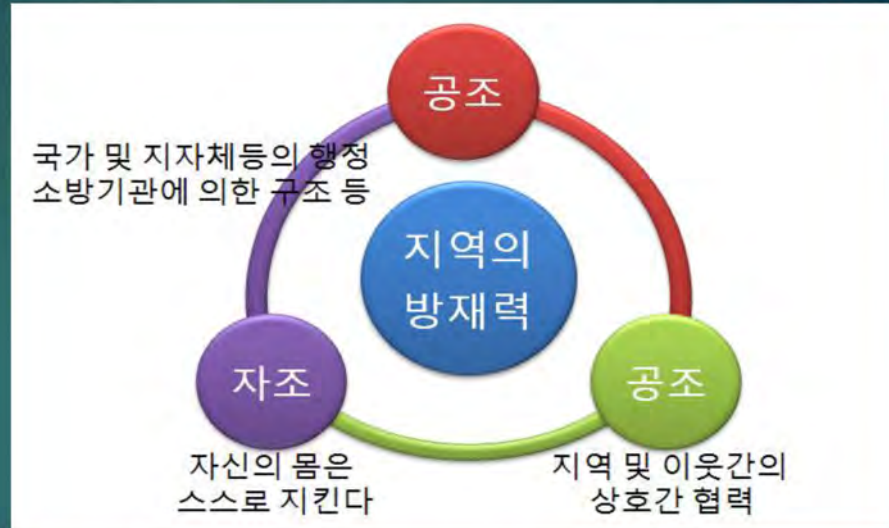 공조
국가 및 지자체등의 행정
소방기관에 의한 구조 등
지역의
방재력
자조
공조
자신의 몸은
스스로 지킨다
지역 및 이웃간의
상호간 협력